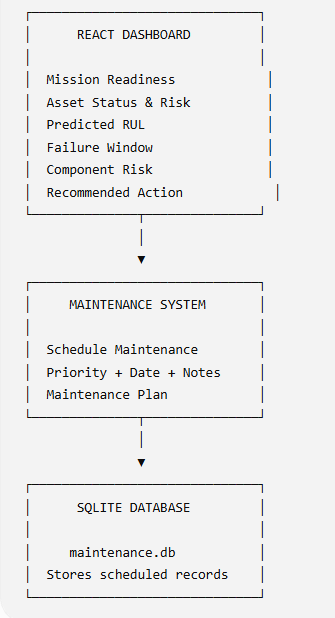 REACT DASHBOARD
Mission Readiness
Asset Status & Risk
Predicted RUL
Failure Window
Component Risk
Recommended Action
MAINTENANCE SYSTEM
Schedule Maintenance
Priority + Date + Notes
Maintenance Plan
SQLITE DATABASE
maintenance.db
Stores scheduled records